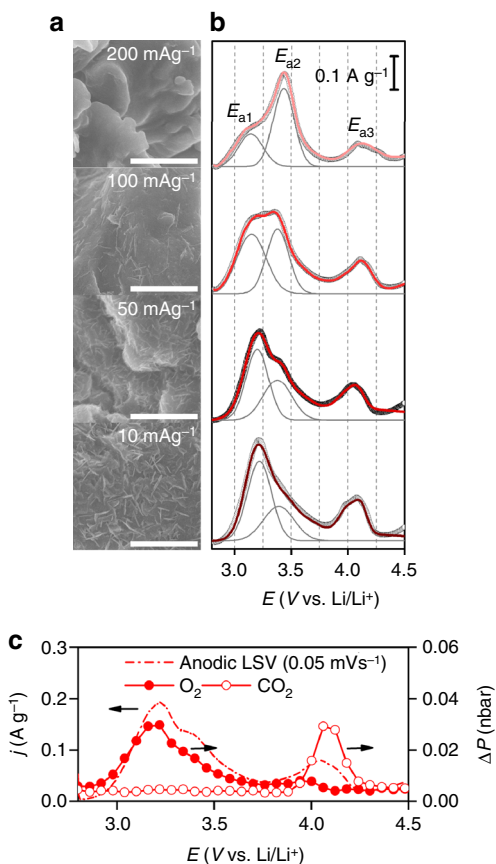 a
200 mAg⁻¹
100 mAg⁻¹
50 mAg⁻¹
10 mAg⁻¹
b
0.1 A g⁻¹
Eₐ₁
Eₐ₂
Eₐ₃
3.0 3.5 4.0 4.5
E (V vs. Li/Li⁺)
c
Anodic LSV (0.05 mVs⁻¹)
O₂ CO₂
0.3
0.2
0.1
0.0
j (A g⁻¹)
0.06
0.04
0.02
0.00
ΔP (nbar)
3.0 3.5 4.0 4.5
E (V vs. Li/Li⁺)